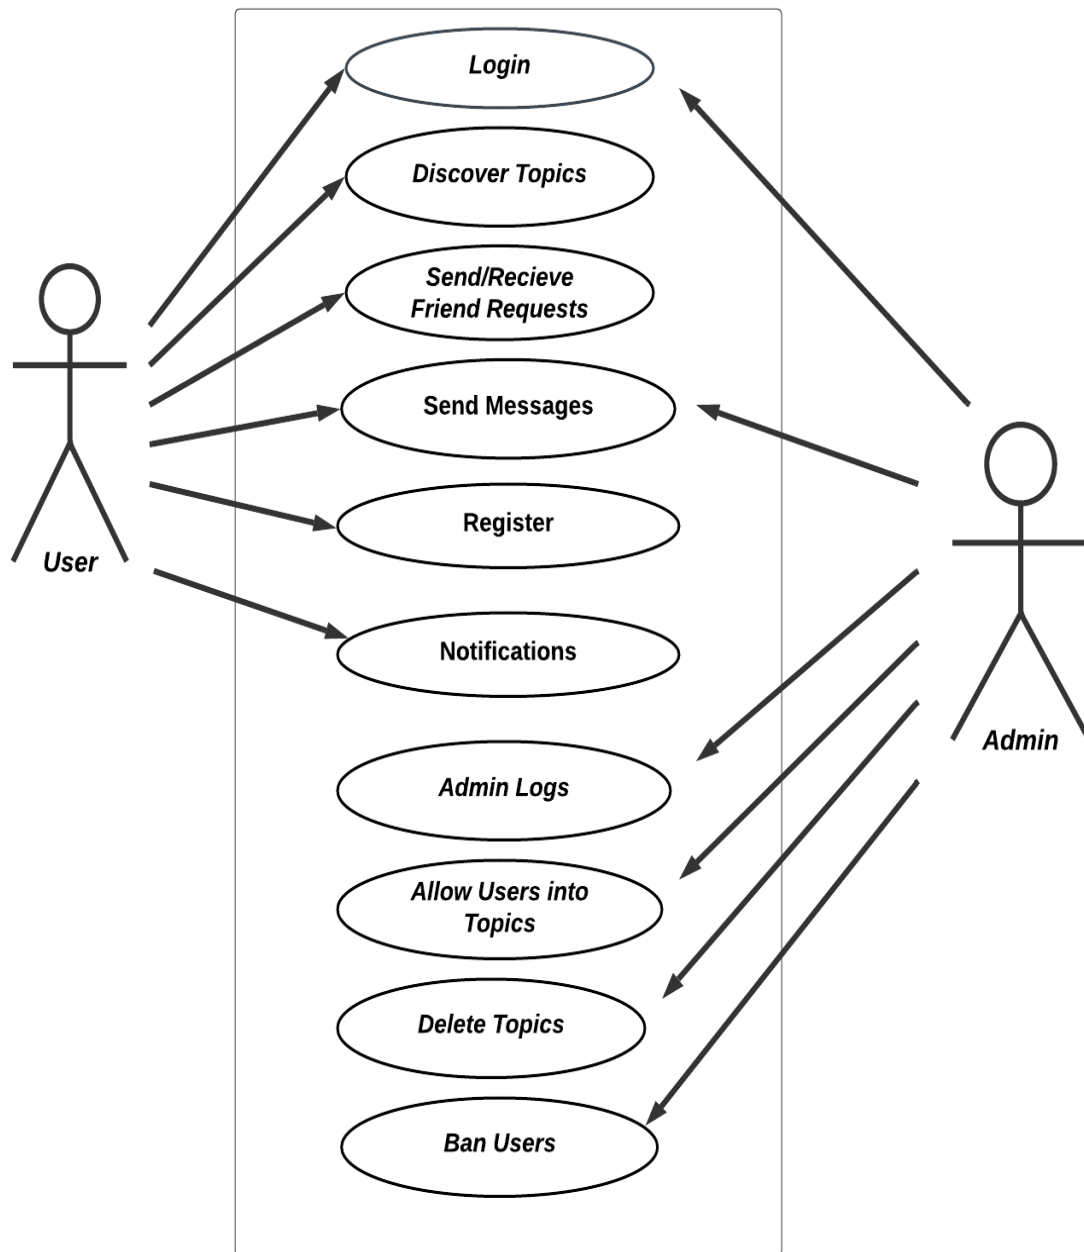 Login
Discover Topics
Send/Recieve
Friend Requests
Send Messages
Register
User
Notifications
Admin
Admin Logs
Allow Users into
Topics
Delete Topics
Ban Users